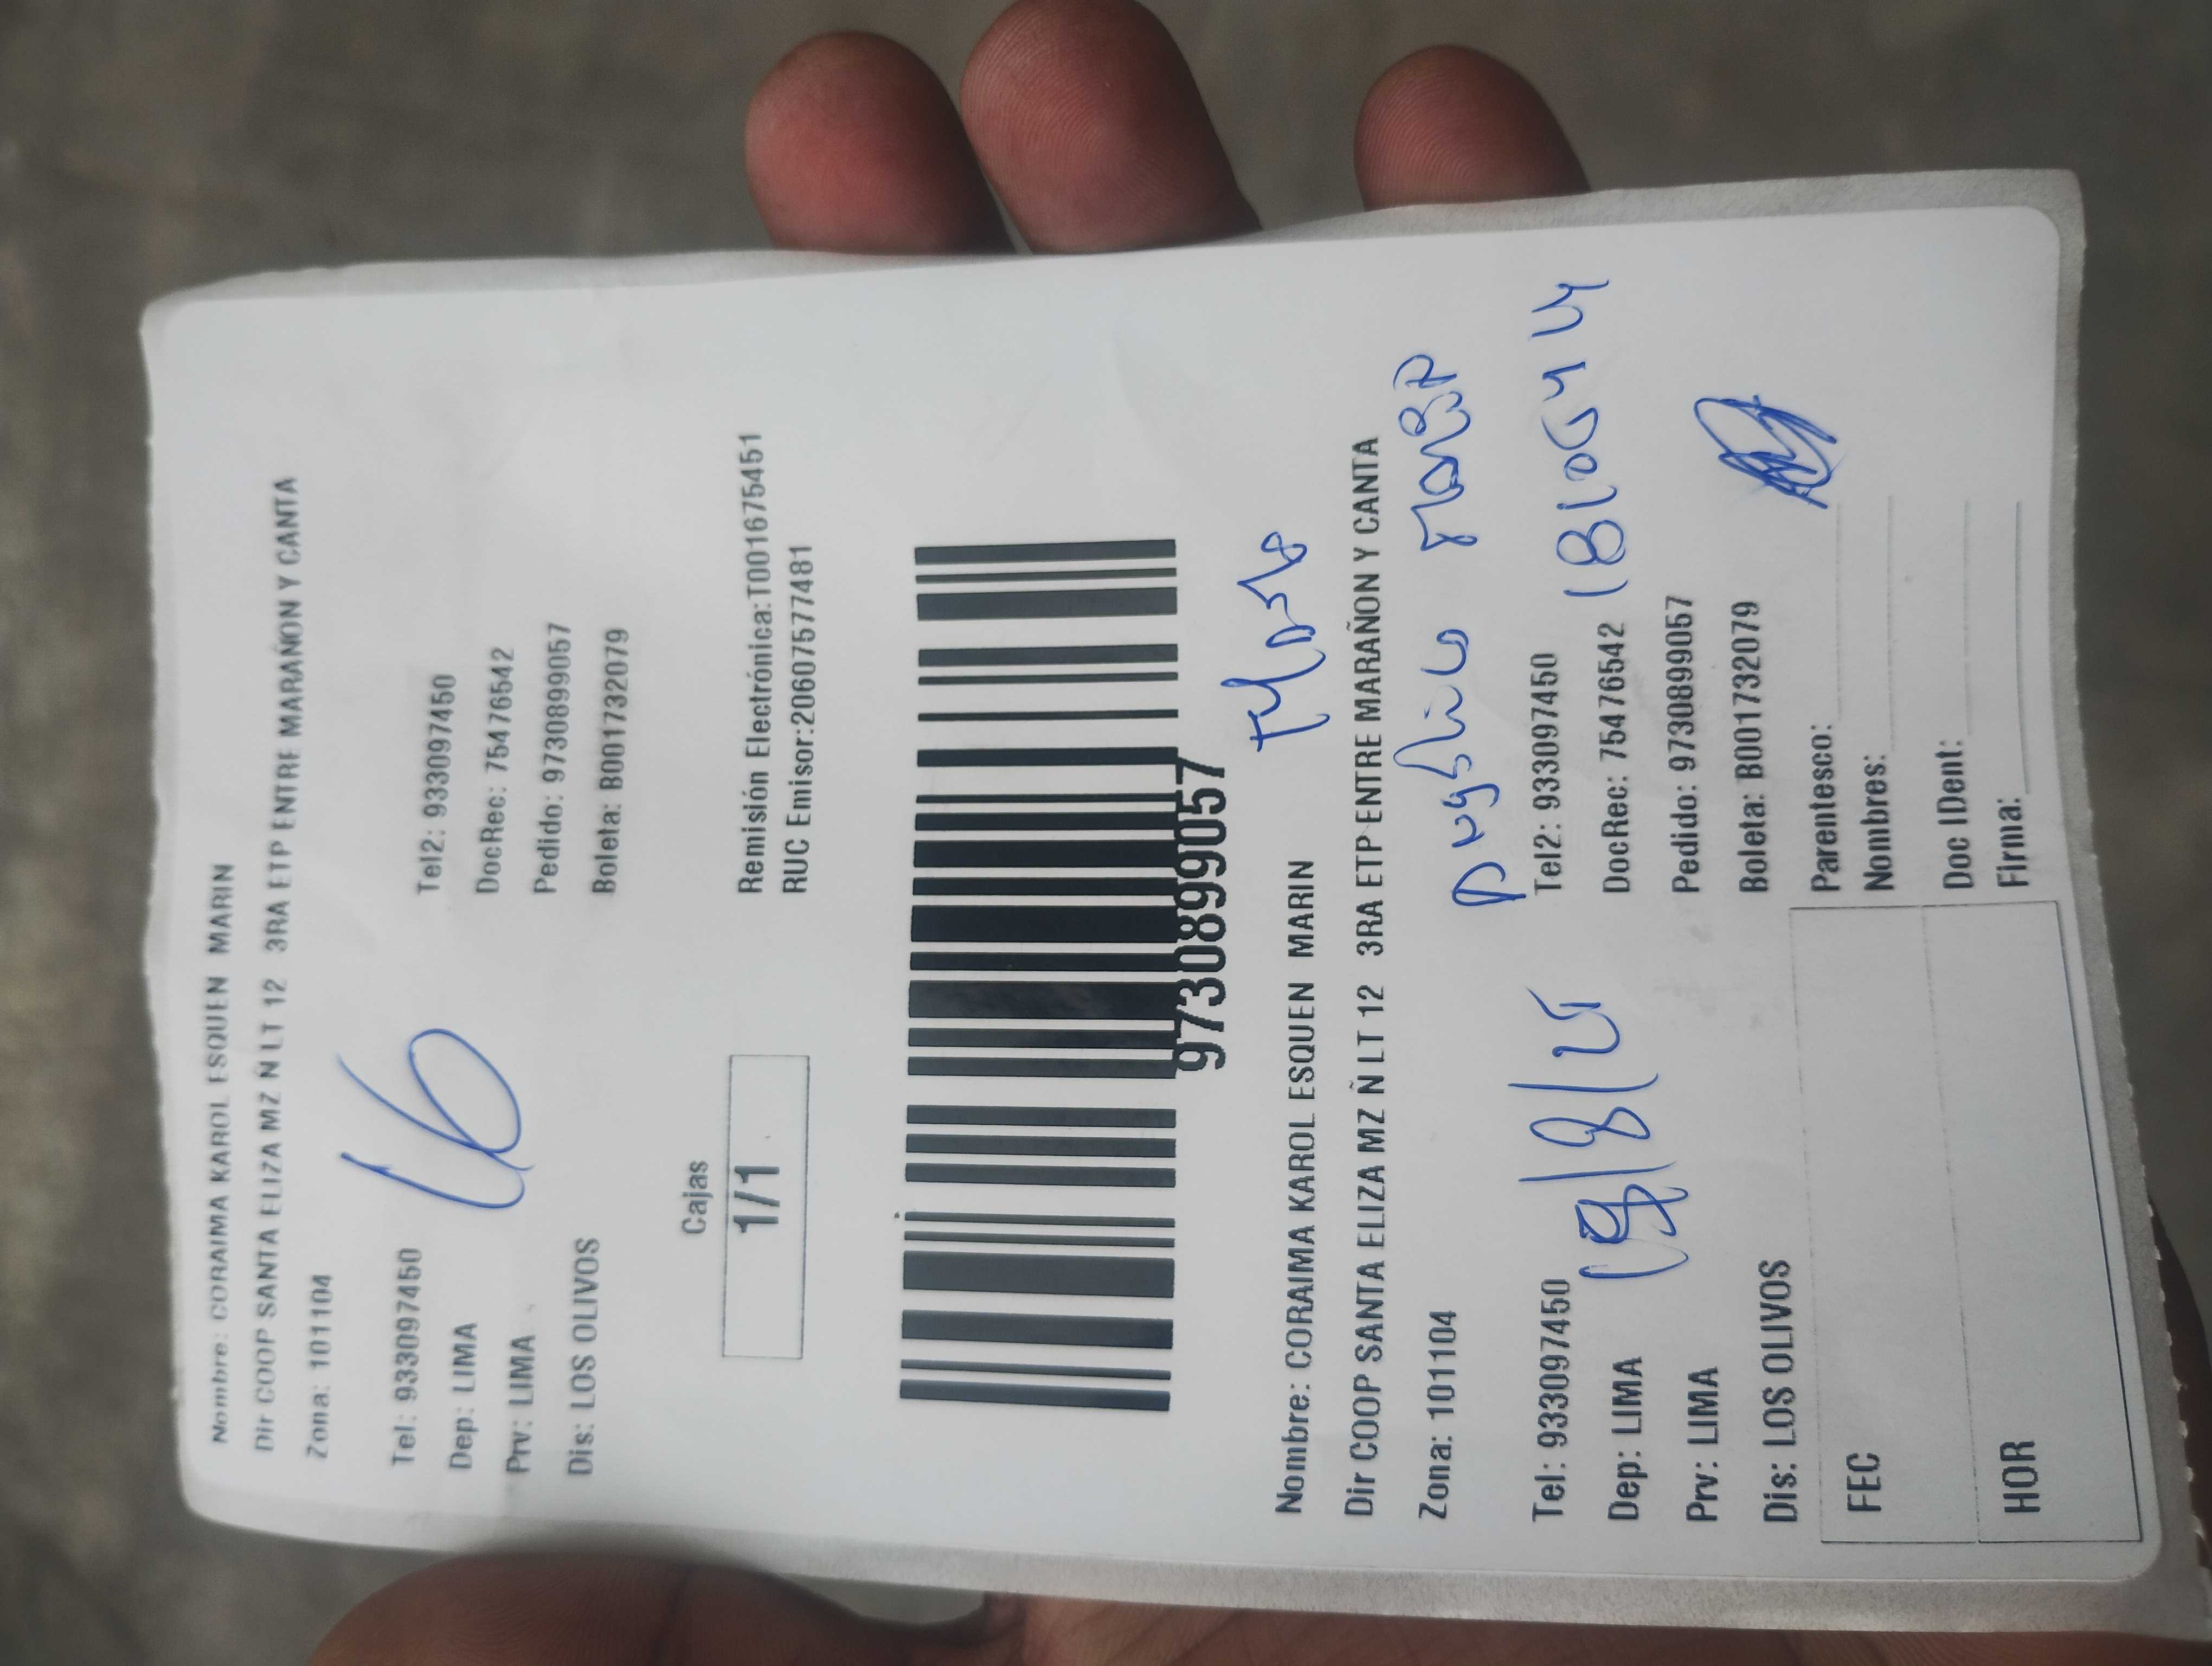 Nombre: CORAIMA KAROL ESQUEN MARIN
Dir COOP SANTA ELIZA MZ Ñ LT 12 3RA ETP ENTRE MARAÑON Y CANTA
Zona: 101104
Tel: 933097450 Tel2: 933097450
16
Dep: LIMA DocRec: 75476542
Prv: LIMA Pedido: 97308990​57
Dis: LOS OLIVOS Boleta: B001732079
Cajas
1/1
Remisión Electrónica:T001675451
RUC Emisor:20607577481
9730899057
Nombre: CORAIMA KAROL ESQUEN MARIN
Dir COOP SANTA ELIZA MZ Ñ LT 12 3RA ETP ENTRE MARAÑON Y CANTA
Zona: 101104
Tel: 933097450 Tel2: 933097450
Dep: LIMA DocRec: 75476542
Prv: LIMA Pedido: 9730899057
Dis: LOS OLIVOS Boleta: B001732079
FEC
HOR
Parentesco:
Nombres:
Doc IDent:
Firma: